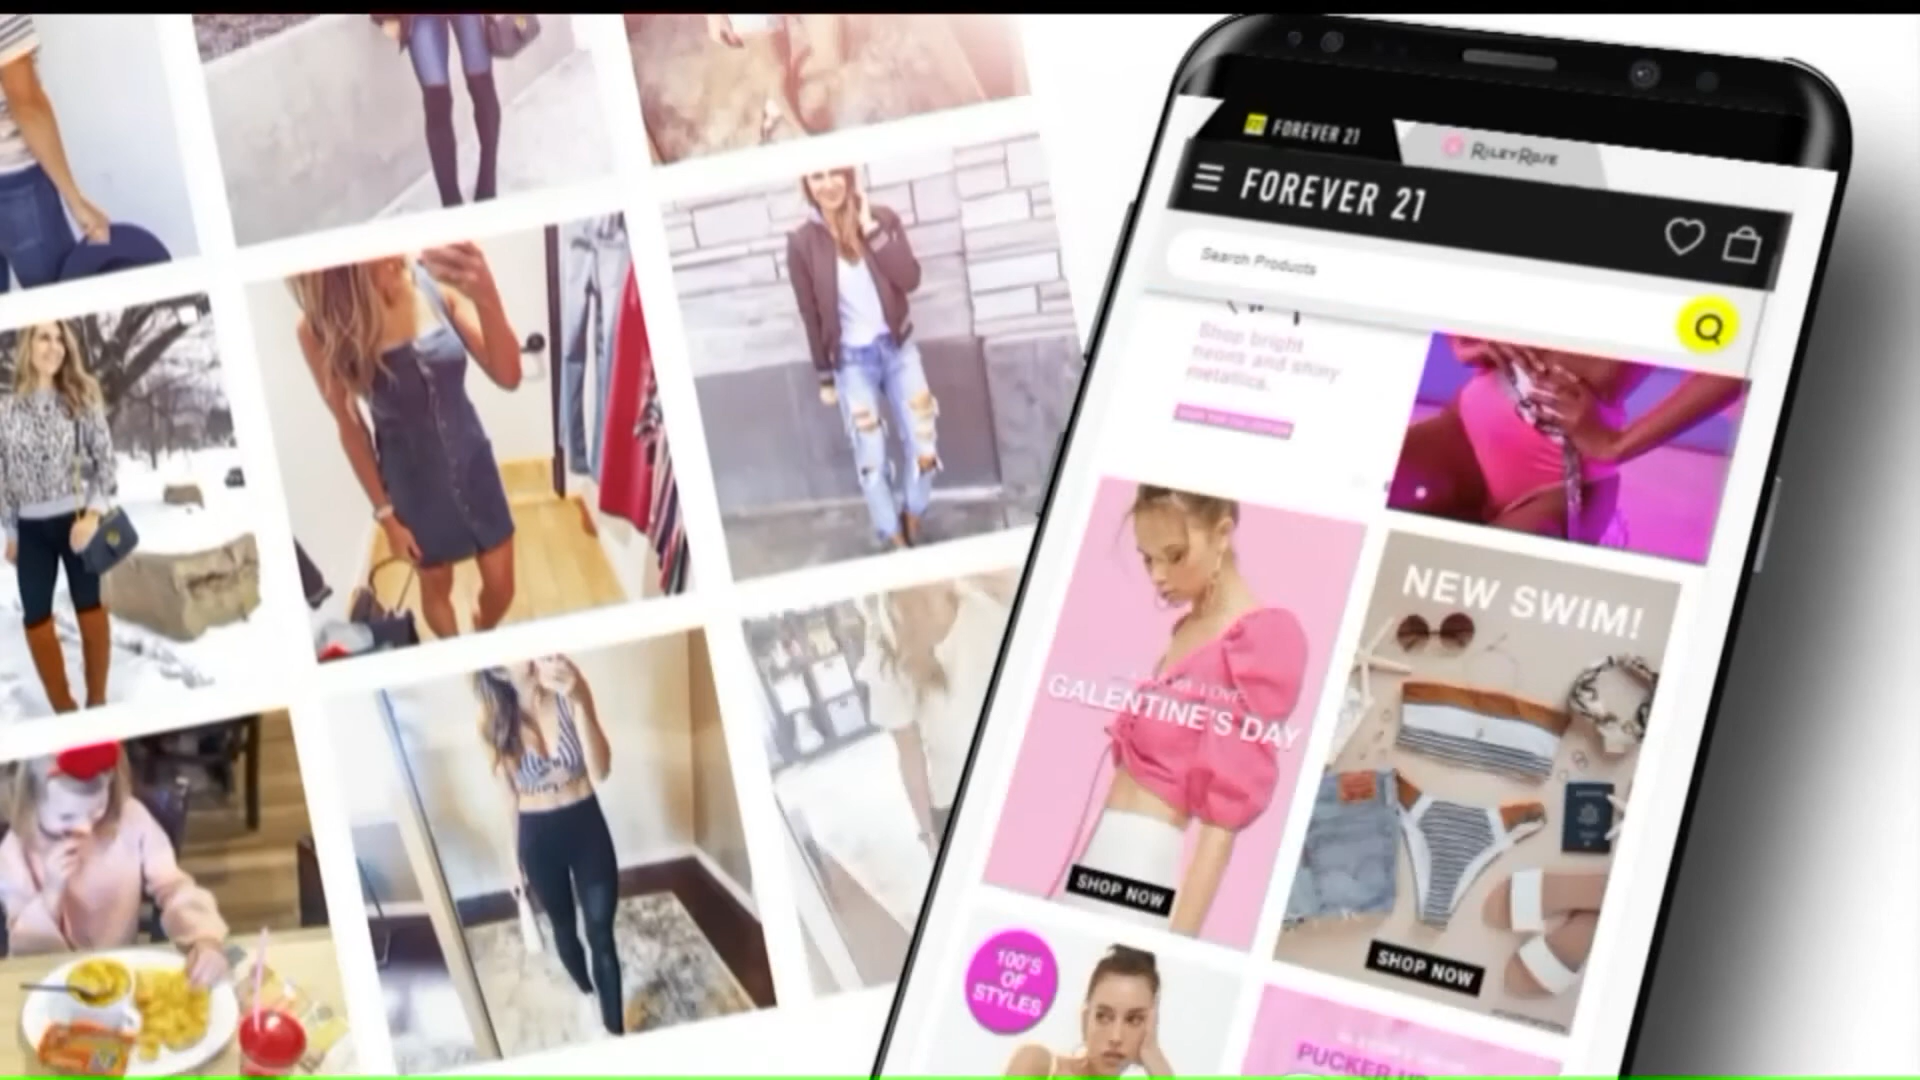 FOREVER 21
RILEY ROSE
FOREVER 21
Search Products
Shop bright
neons and shiny
metallics.
NEW SWIM!
GALENTINE'S DAY
SHOP NOW
SHOP NOW
100'S
OF
STYLES
PUCKER